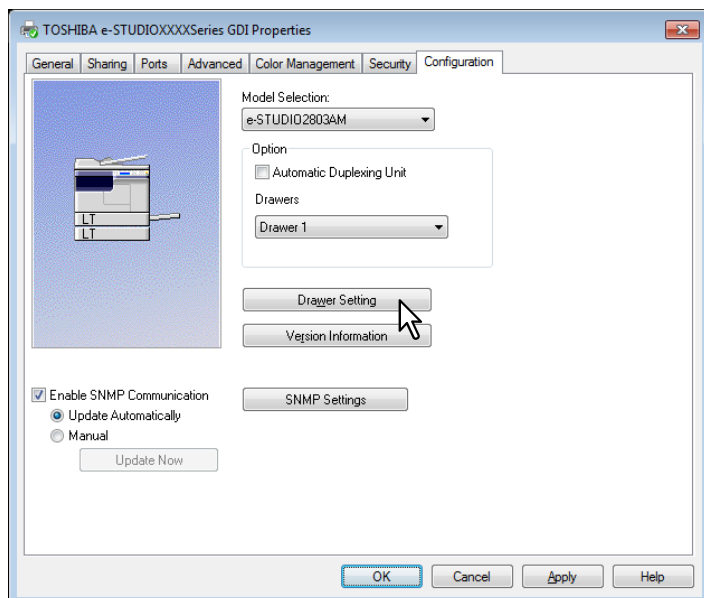 TOSHIBA e-STUDIOXXXXSeries GDI Properties
General Sharing Ports Advanced Color Management Security Configuration
Model Selection:
e-STUDIO2803AM
Option
Automatic Duplexing Unit
Drawers
Drawer 1
LT
LT
Drawer Setting
Version Information
Enable SNMP Communication
SNMP Settings
Update Automatically
Manual
Update Now
OK Cancel Apply Help